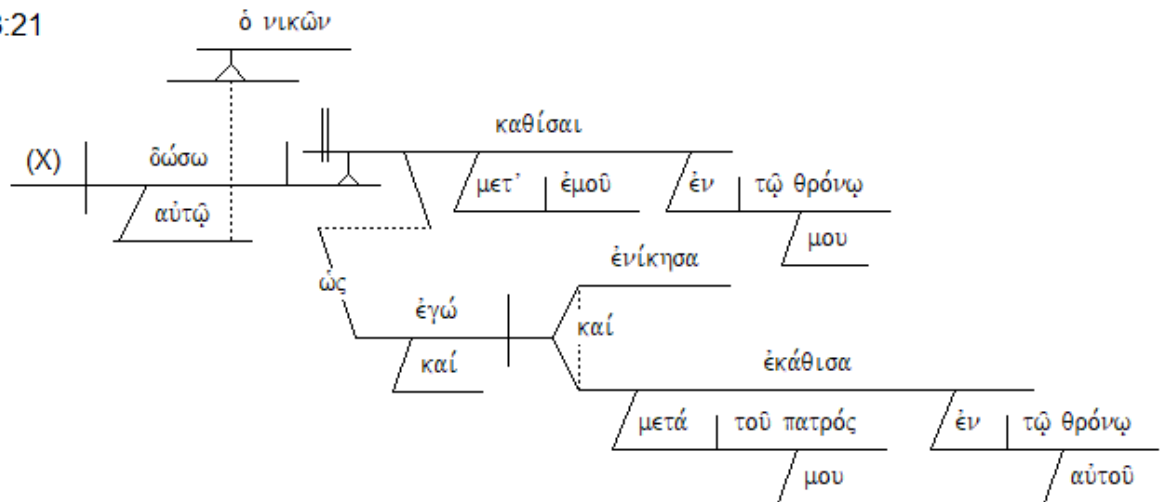 3:21
ὁ νικῶν
(X) δώσω καθίσαι
αὐτῷ μετ’ ἐμοῦ ἐν τῷ θρόνῳ
μου
ὡς ἐνίκησα
ἐγώ καί
καί ἐκάθισα
μετά τοῦ πατρός ἐν τῷ θρόνῳ
μου αὐτοῦ